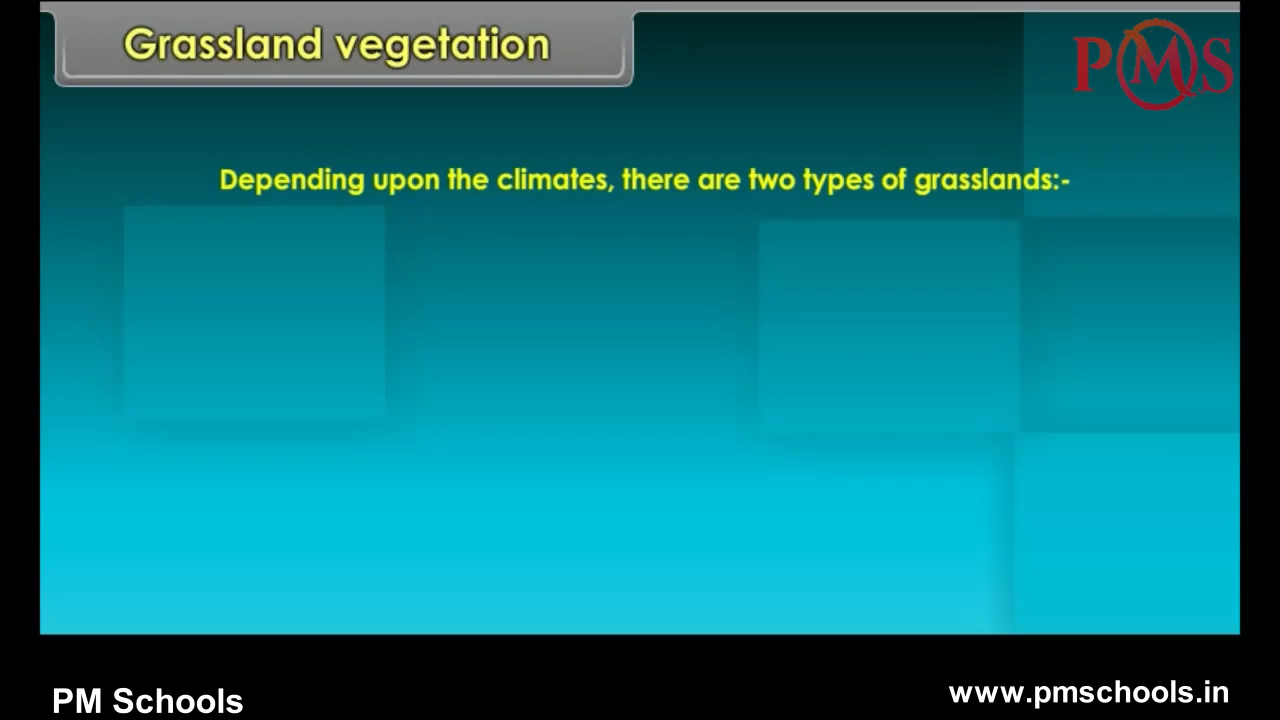 Grassland vegetation
PMS
Depending upon the climates, there are two types of grasslands:-
PM Schools
www.pmschools.in